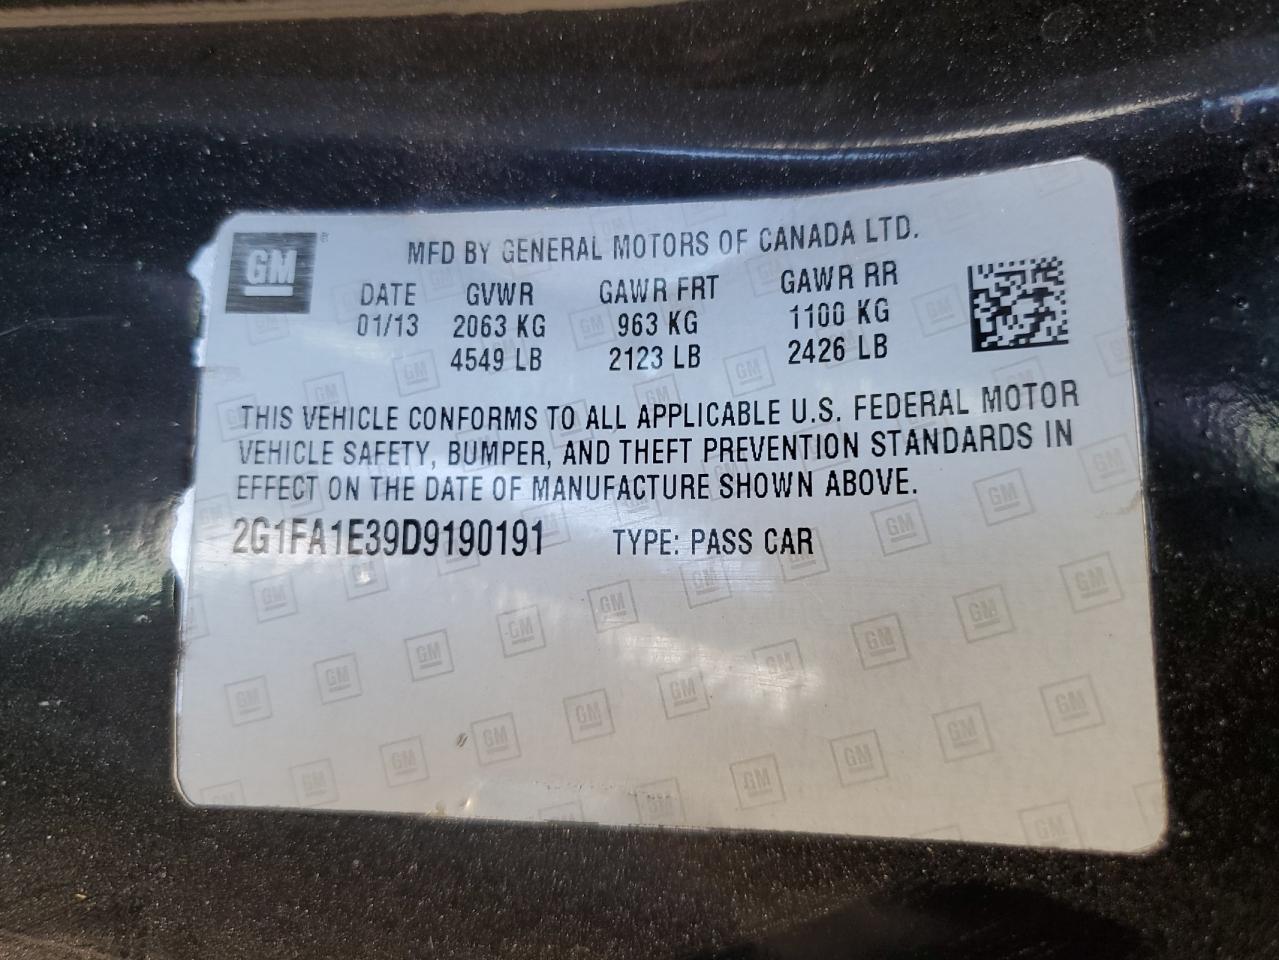 GM ®
MFD BY GENERAL MOTORS OF CANADA LTD.
DATE GVWR GAWR FRT GAWR RR
01/13 2063 KG 963 KG 1100 KG
4549 LB 2123 LB 2426 LB
THIS VEHICLE CONFORMS TO ALL APPLICABLE U.S. FEDERAL MOTOR
VEHICLE SAFETY, BUMPER, AND THEFT PREVENTION STANDARDS IN
EFFECT ON THE DATE OF MANUFACTURE SHOWN ABOVE.
2G1FA1E39D9190191 TYPE: PASS CAR